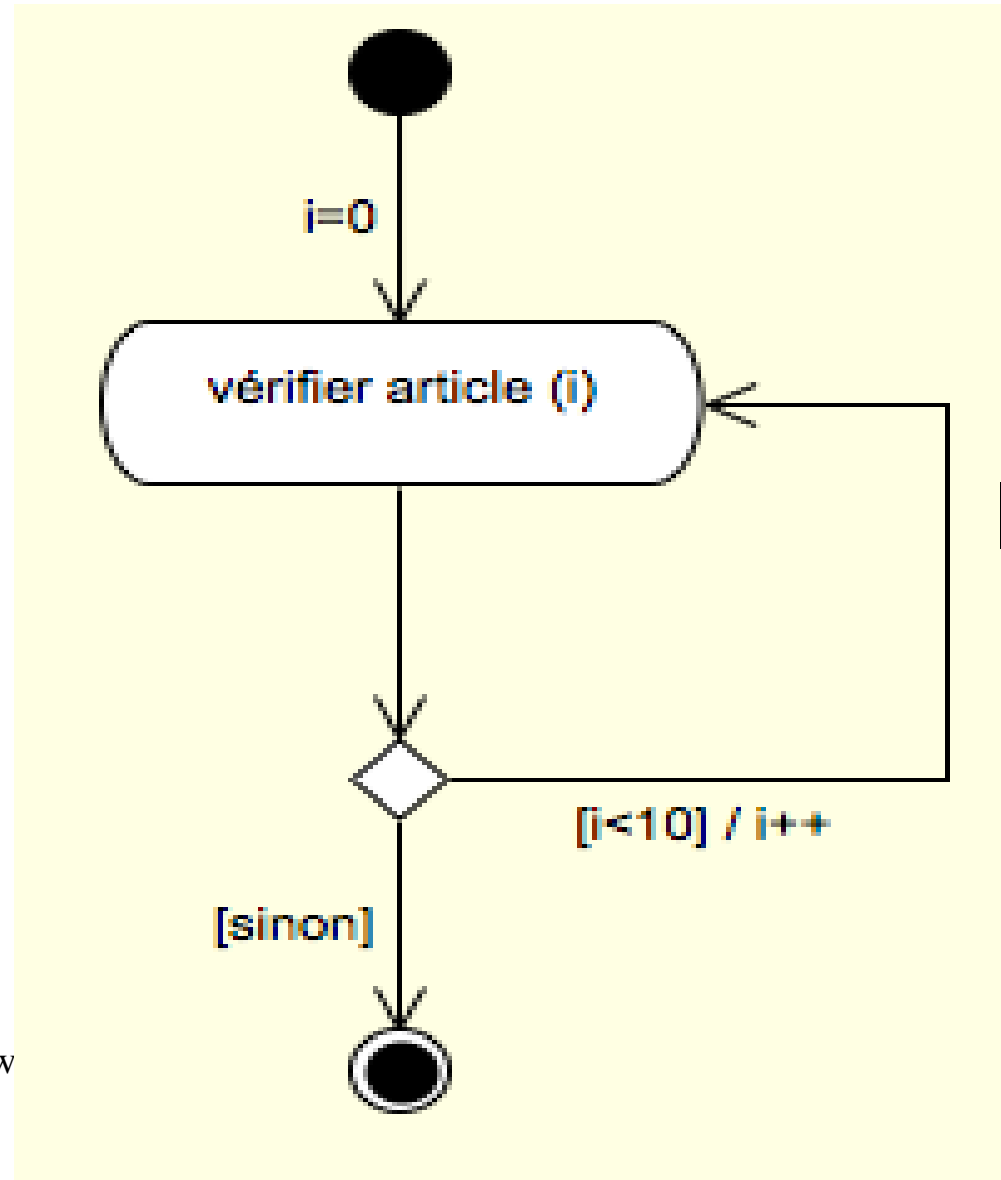 i=0
vérifier article (i)
[i<10] / i++
[sinon]
w